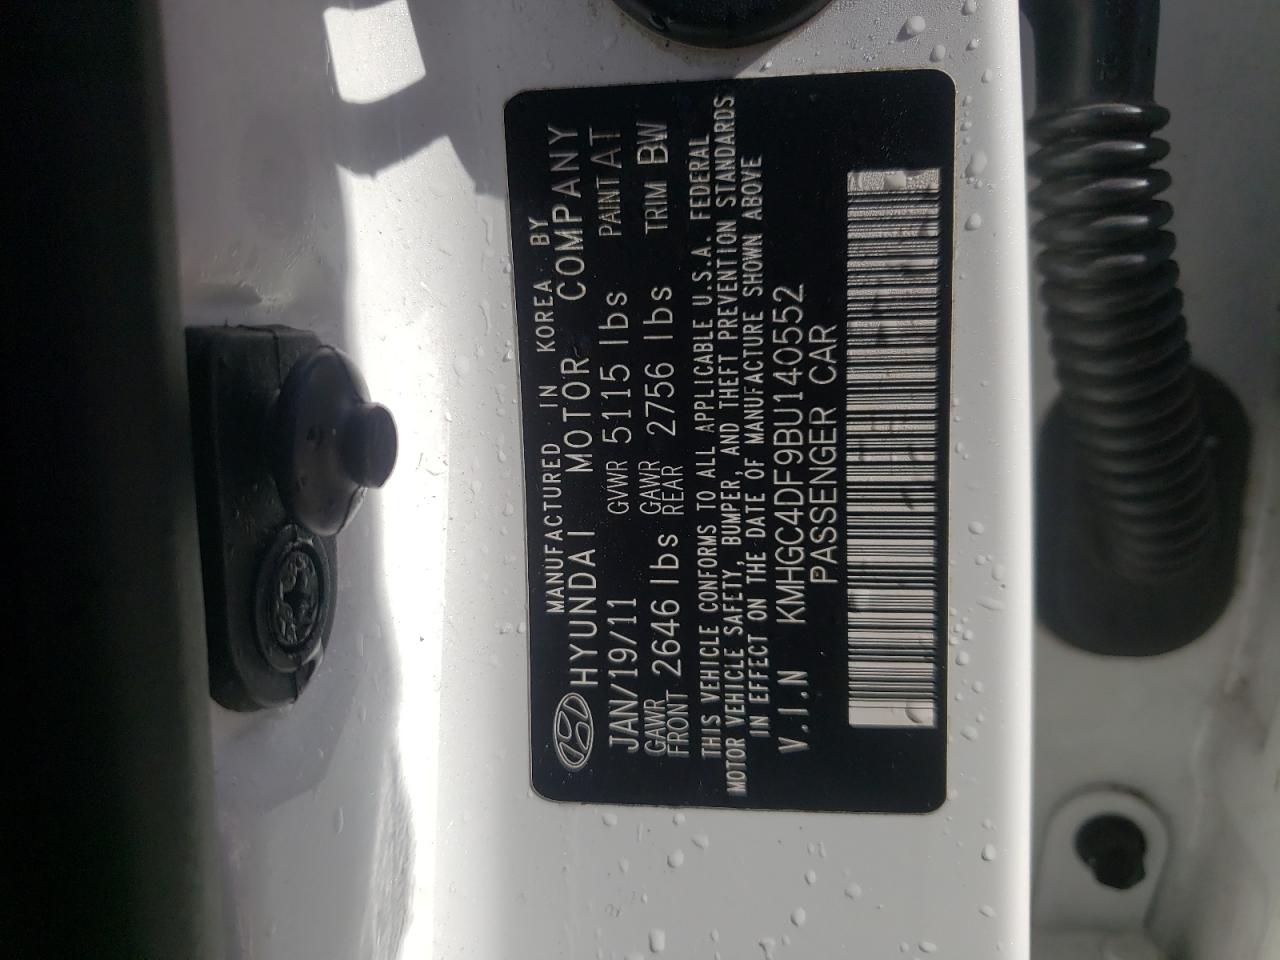 MANUFACTURED IN KOREA BY
HYUNDAI MOTOR COMPANY
JAN/19/11 GVWR 5115 lbs PAINT AT
GAWR FRONT 2646 lbs GAWR REAR 2756 lbs TRIM BW
THIS VEHICLE CONFORMS TO ALL APPLICABLE U.S.A. FEDERAL
MOTOR VEHICLE SAFETY, BUMPER, AND THEFT PREVENTION STANDARDS
IN EFFECT ON THE DATE OF MANUFACTURE SHOWN ABOVE
V.I.N KMHGC4DF9BU140552
PASSENGER CAR